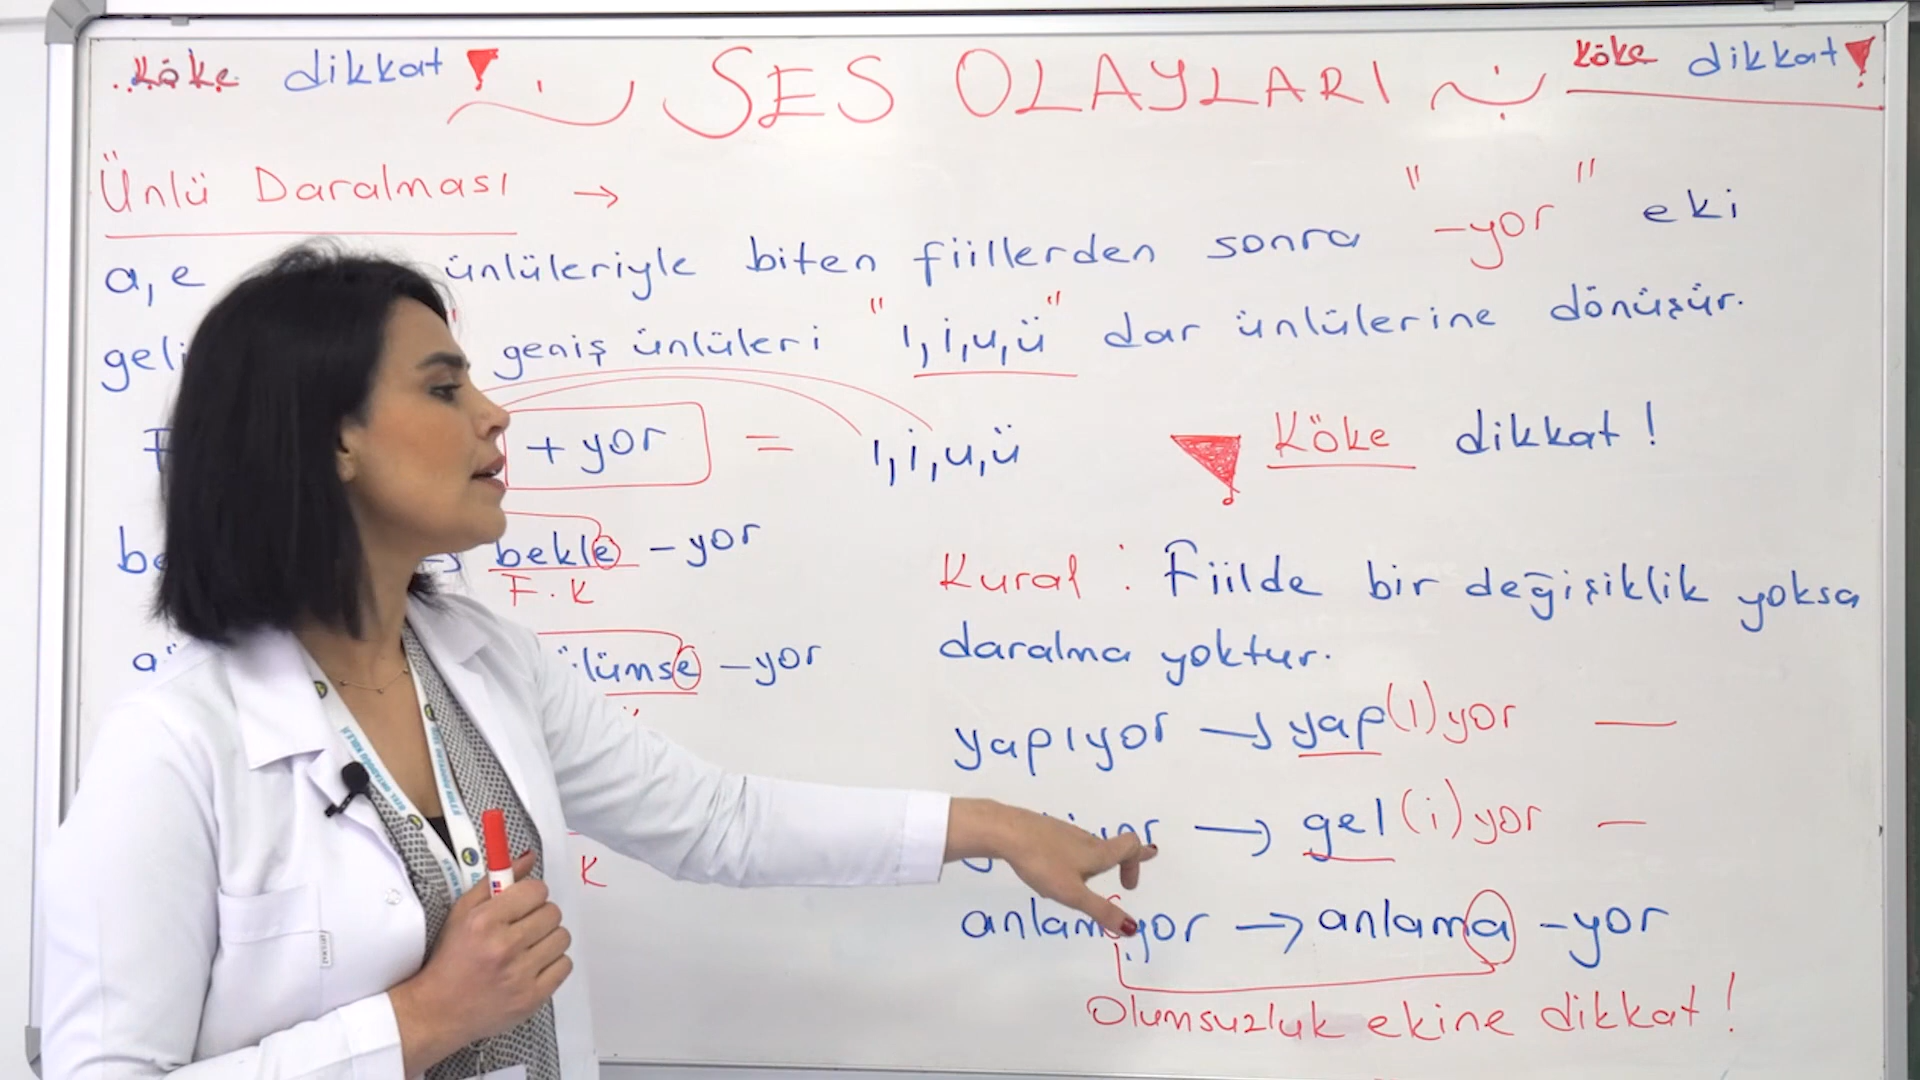 Köke dikkat !
SES OLAYLARI
Köke dikkat !
Ünlü Daralması →
a, e ünlüleriyle biten fiillerden sonra "-yor" eki
geniş ünlüleri "ı, i, u, ü" dar ünlülerine dönüşür.
+ yor = ı, i, u, ü
bekle - yor
F.K
lümse - yor
K
Köke dikkat !
Kural : Fiilde bir değişiklik yoksa
daralma yoktur.
yapıyor → yap(ı)yor —
→ gel(i)yor —
→ anlama -yor
Olumsuzluk ekine dikkat !